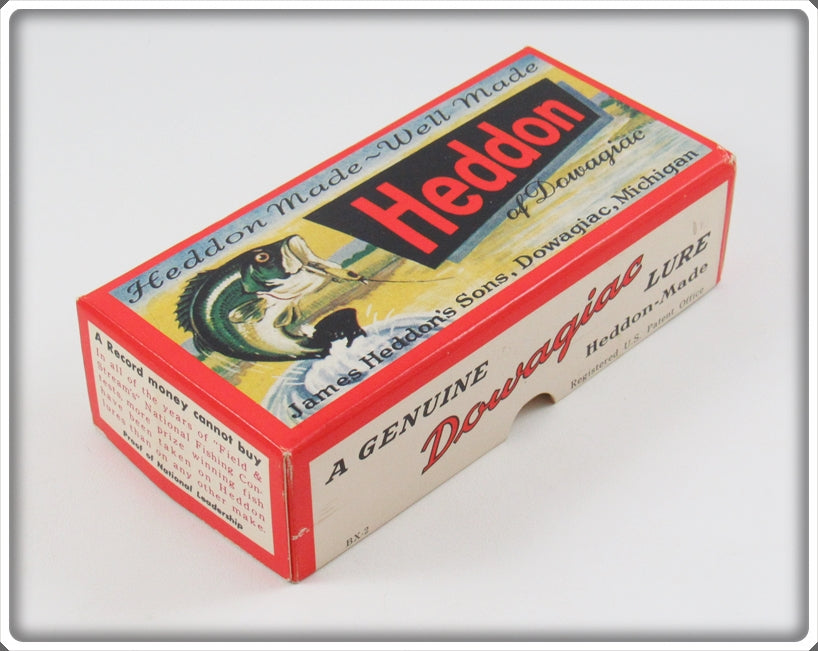 Heddon Made~Well Made
Heddon
of Dowagiac
James Heddon's Sons, Dowagiac, Michigan
A Record money cannot buy
In all of the years of "Field &
Stream's" National Fishing Con-
tests, more prize winning fish
have been taken on Heddon
lures than on any other make.
Proof of National Leadership
A GENUINE
Dowagiac
LURE
Heddon-Made
Registered U.S. Patent Office
BX-2